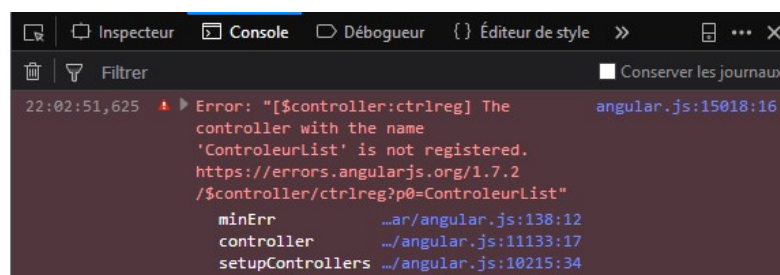 Inspecteur Console Débogueur {} Éditeur de style »
Filtrer Conserver les journaux
22:02:51,625 Error: "[$controller:ctrlreg] The angular.js:15018:16
controller with the name
'ControleurList' is not registered.
https://errors.angularjs.org/1.7.2
/$controller/ctrlreg?p0=ControleurList"
minErr …ar/angular.js:138:12
controller …/angular.js:11133:17
setupControllers …/angular.js:10215:34